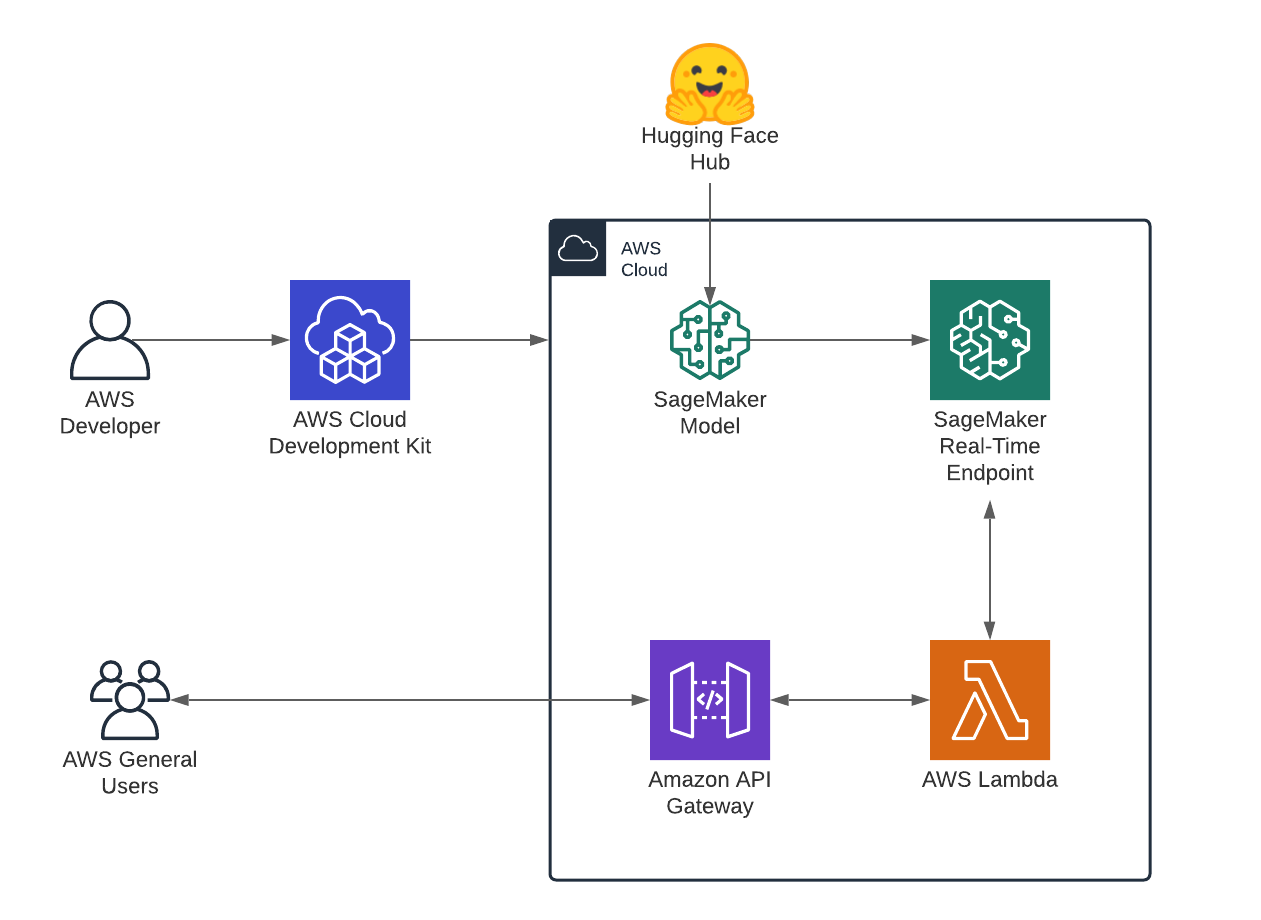 Hugging Face
Hub
AWS
Cloud
AWS
Developer
AWS Cloud
Development Kit
SageMaker
Model
SageMaker
Real-Time
Endpoint
</>
AWS General
Users
Amazon API
Gateway
AWS Lambda